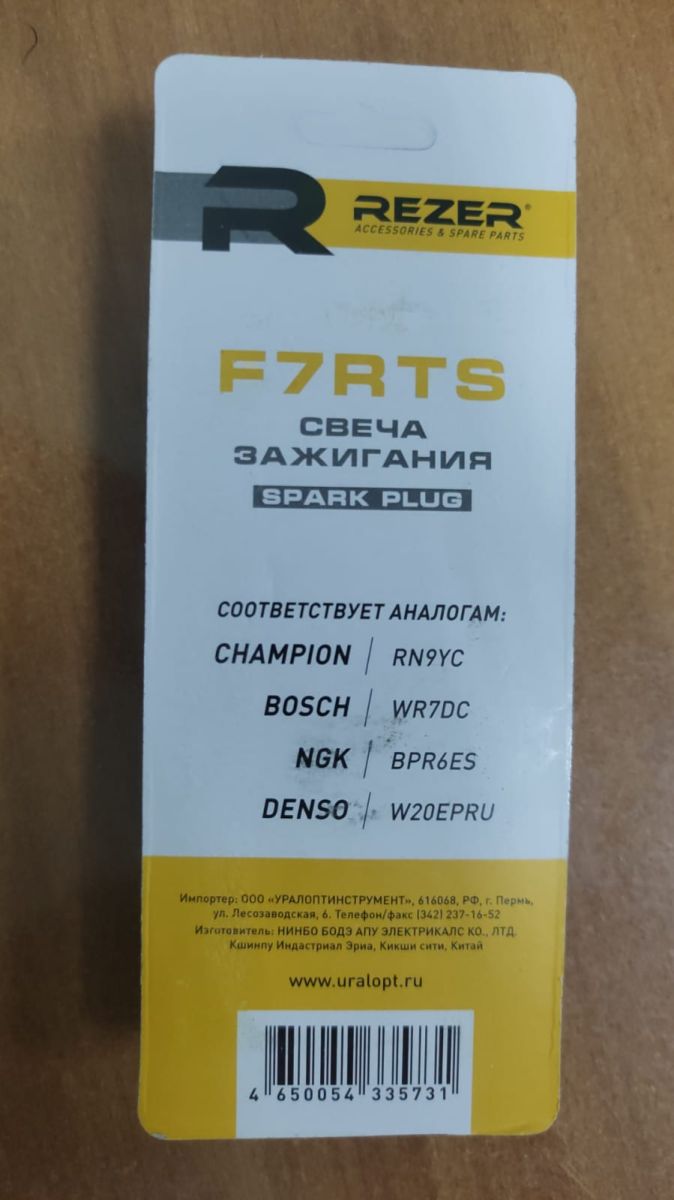 REZER®
ACCESSORIES & SPARE PARTS
F7RTS
СВЕЧА
ЗАЖИГАНИЯ
SPARK PLUG
СООТВЕТСТВУЕТ АНАЛОГАМ:
CHAMPION | RN9YC
BOSCH | WR7DC
NGK | BPR6ES
DENSO | W20EPRU
Импортер: ООО «УРАЛОПТИНСТРУМЕНТ», 616068, РФ, г. Пермь,
ул. Лесозаводская, 6. Телефон/факс (342) 237-16-52
Изготовитель: НИНБО БОДЭ АПУ ЭЛЕКТРИКАЛС КО., ЛТД.
Кшинпу Индастриал Эриа, Кикши сити, Китай
www.uralopt.ru
4 650054 335731